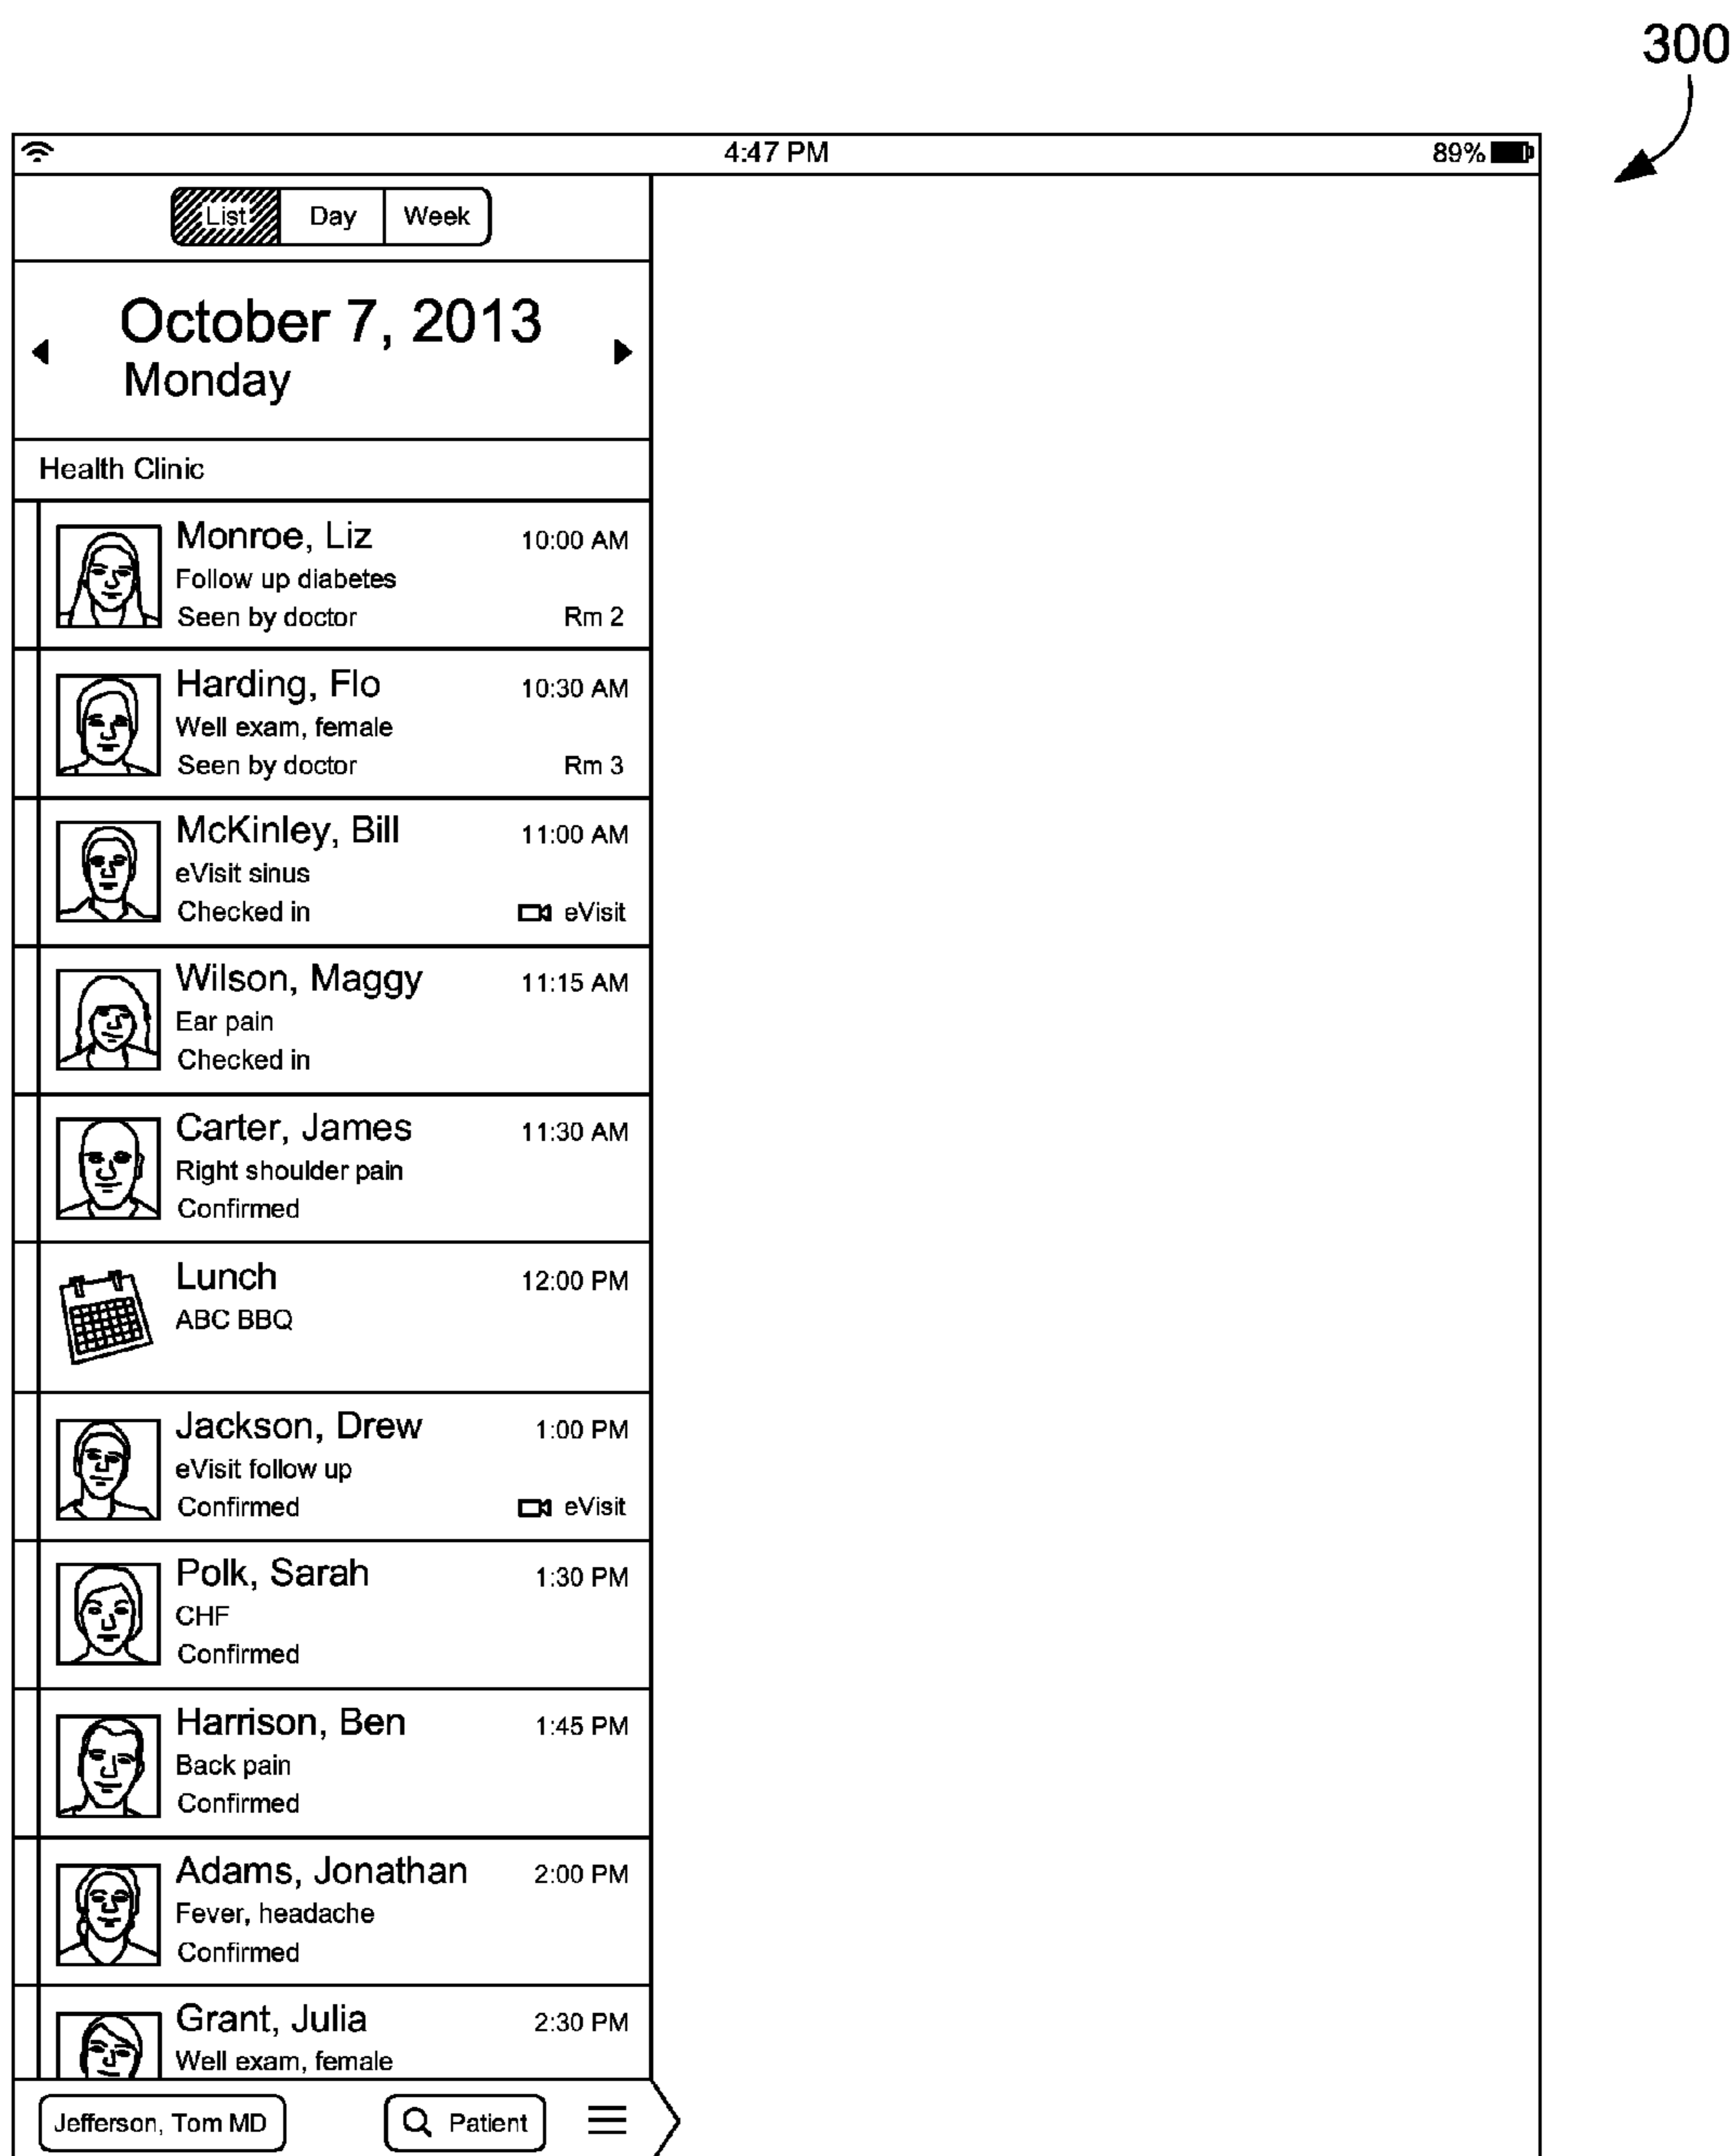 300
4:47 PM 89%
List Day Week
October 7, 2013
Monday
Health Clinic
Monroe, Liz 10:00 AM
Follow up diabetes
Seen by doctor Rm 2
Harding, Flo 10:30 AM
Well exam, female
Seen by doctor Rm 3
McKinley, Bill 11:00 AM
eVisit sinus
Checked in eVisit
Wilson, Maggy 11:15 AM
Ear pain
Checked in
Carter, James 11:30 AM
Right shoulder pain
Confirmed
Lunch 12:00 PM
ABC BBQ
Jackson, Drew 1:00 PM
eVisit follow up
Confirmed eVisit
Polk, Sarah 1:30 PM
CHF
Confirmed
Harrison, Ben 1:45 PM
Back pain
Confirmed
Adams, Jonathan 2:00 PM
Fever, headache
Confirmed
Grant, Julia 2:30 PM
Well exam, female
Jefferson, Tom MD Patient